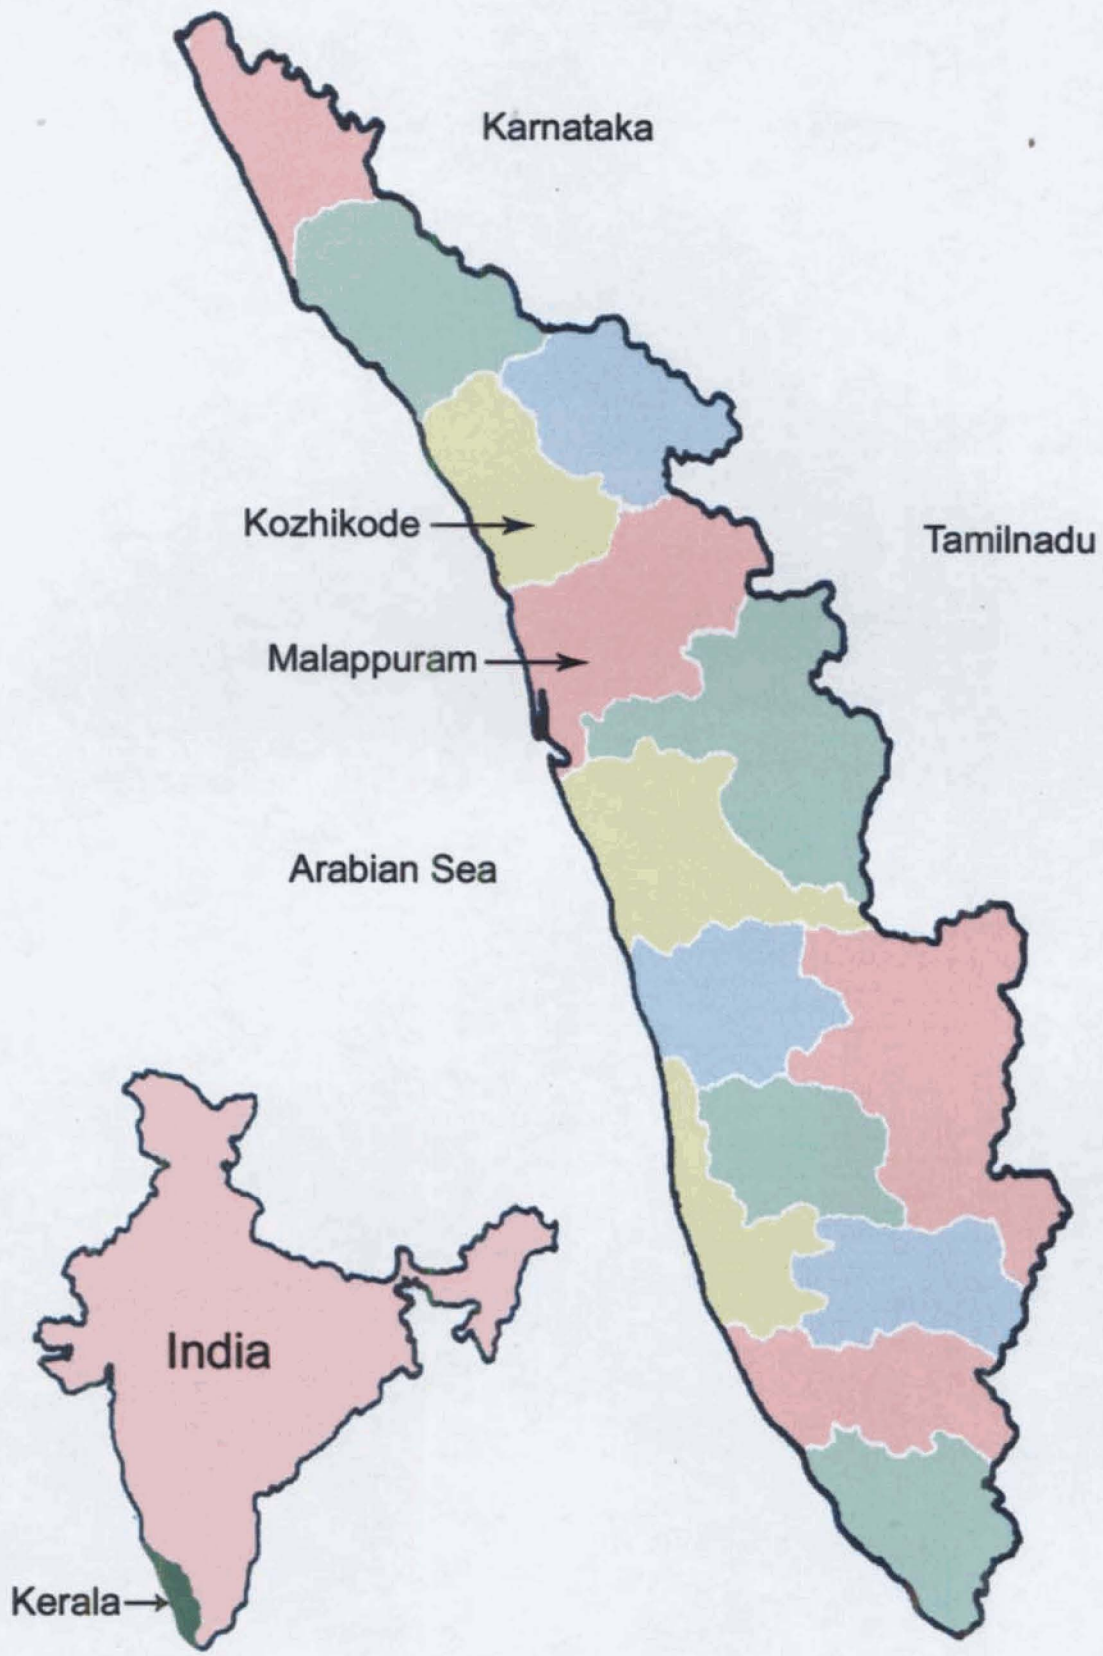 Karnataka
Kozhikode
Tamilnadu
Malappuram
Arabian Sea
India
Kerala